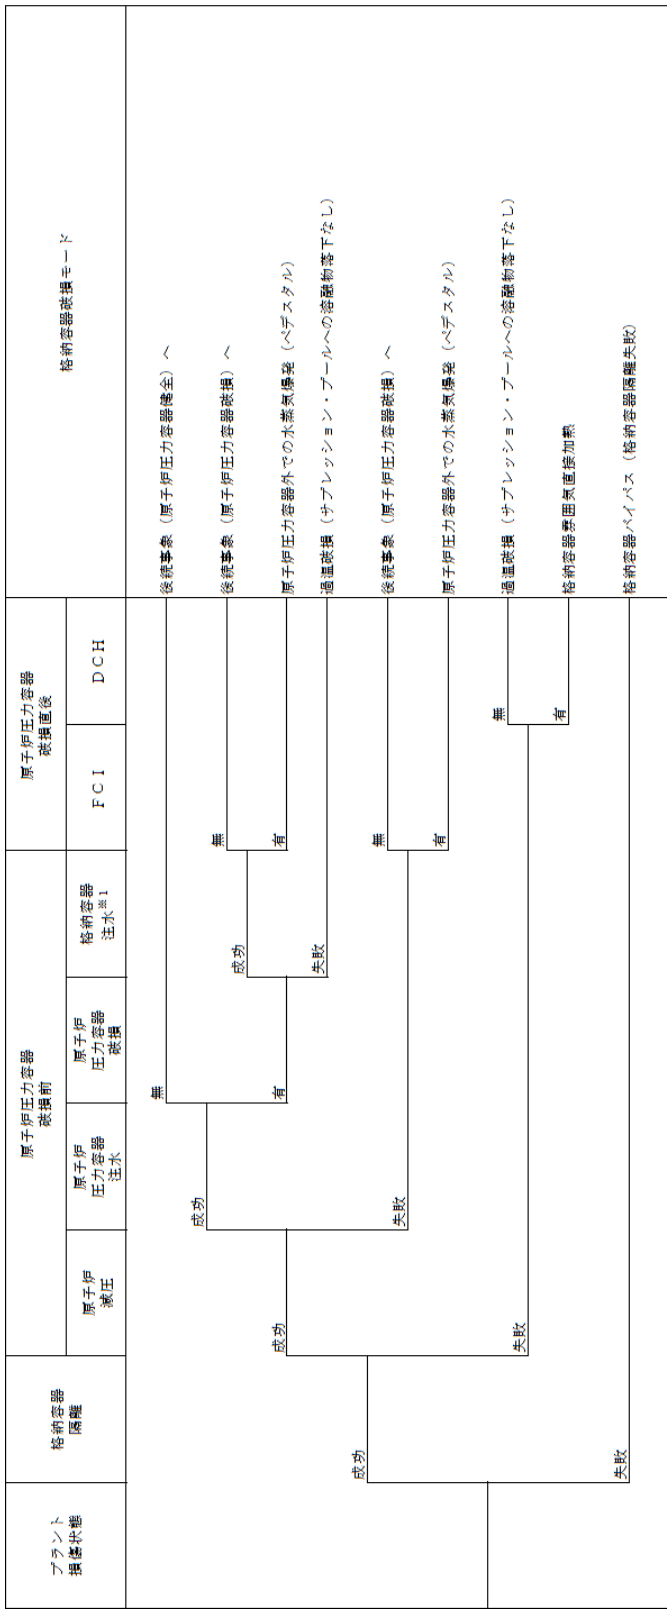 プラント
損傷状態
格納容器
隔離
原子炉圧力容器
破損前
原子炉
減圧
原子炉
圧力容器
注水
原子炉
圧力容器
破損
格納容器
注水※1
原子炉圧力容器
破損直後
FCI
DCH
格納容器破損モード
成功
失敗
成功
失敗
成功
失敗
無
有
成功
失敗
無
有
無
有
無
有
後続事象（原子炉圧力容器健全）へ
後続事象（原子炉圧力容器破損）へ
原子炉圧力容器外での水蒸気爆発（ペデスタル）
過温破損（サプレッション・プールへの溶融物落下なし）
後続事象（原子炉圧力容器破損）へ
原子炉圧力容器外での水蒸気爆発（ペデスタル）
過温破損（サプレッション・プールへの溶融物落下なし）
格納容器雰囲気直接加熱
格納容器バイパス（格納容器隔離失敗）